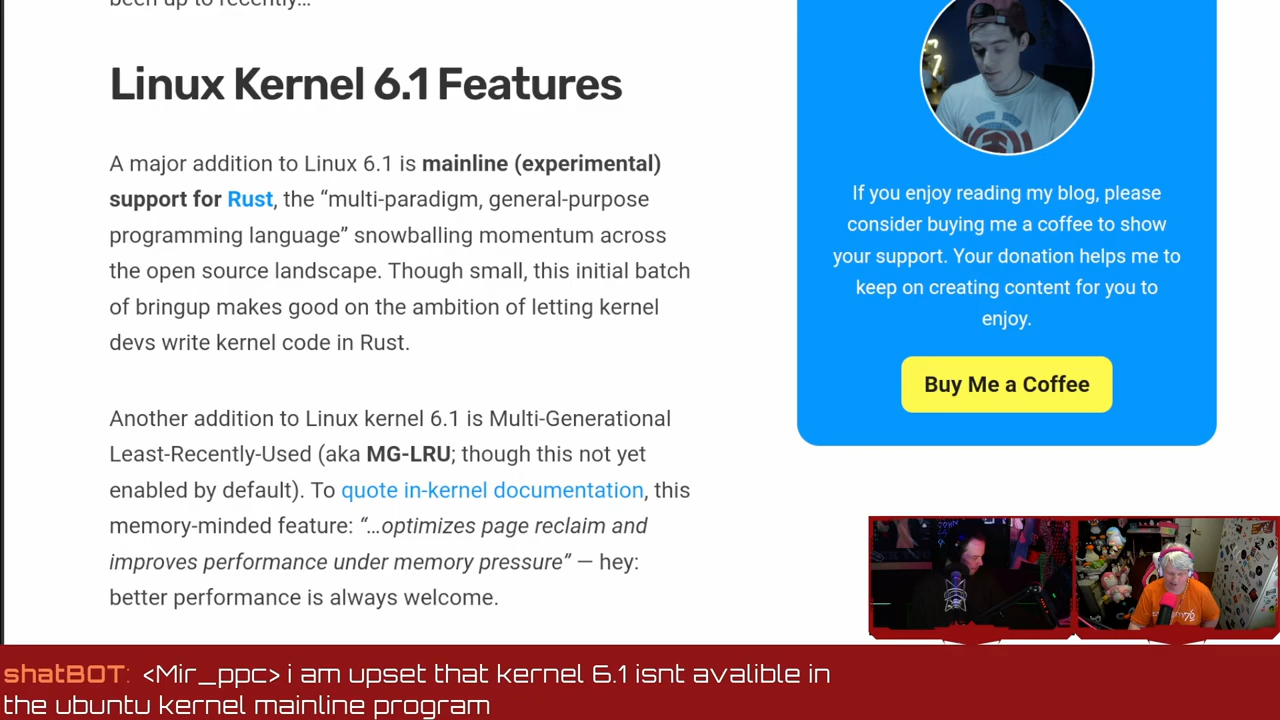 been up to recently…
Linux Kernel 6.1 Features
A major addition to Linux 6.1 is mainline (experimental)
support for Rust, the “multi-paradigm, general-purpose
programming language” snowballing momentum across
the open source landscape. Though small, this initial batch
of bringup makes good on the ambition of letting kernel
devs write kernel code in Rust.
Another addition to Linux kernel 6.1 is Multi-Generational
Least-Recently-Used (aka MG-LRU; though this not yet
enabled by default). To quote in-kernel documentation, this
memory-minded feature: “…optimizes page reclaim and
improves performance under memory pressure” — hey:
better performance is always welcome.
If you enjoy reading my blog, please
consider buying me a coffee to show
your support. Your donation helps me to
keep on creating content for you to
enjoy.
Buy Me a Coffee
shatBOT: <Mir_ppc> i am upset that kernel 6.1 isnt avalible in
the ubuntu kernel mainline program